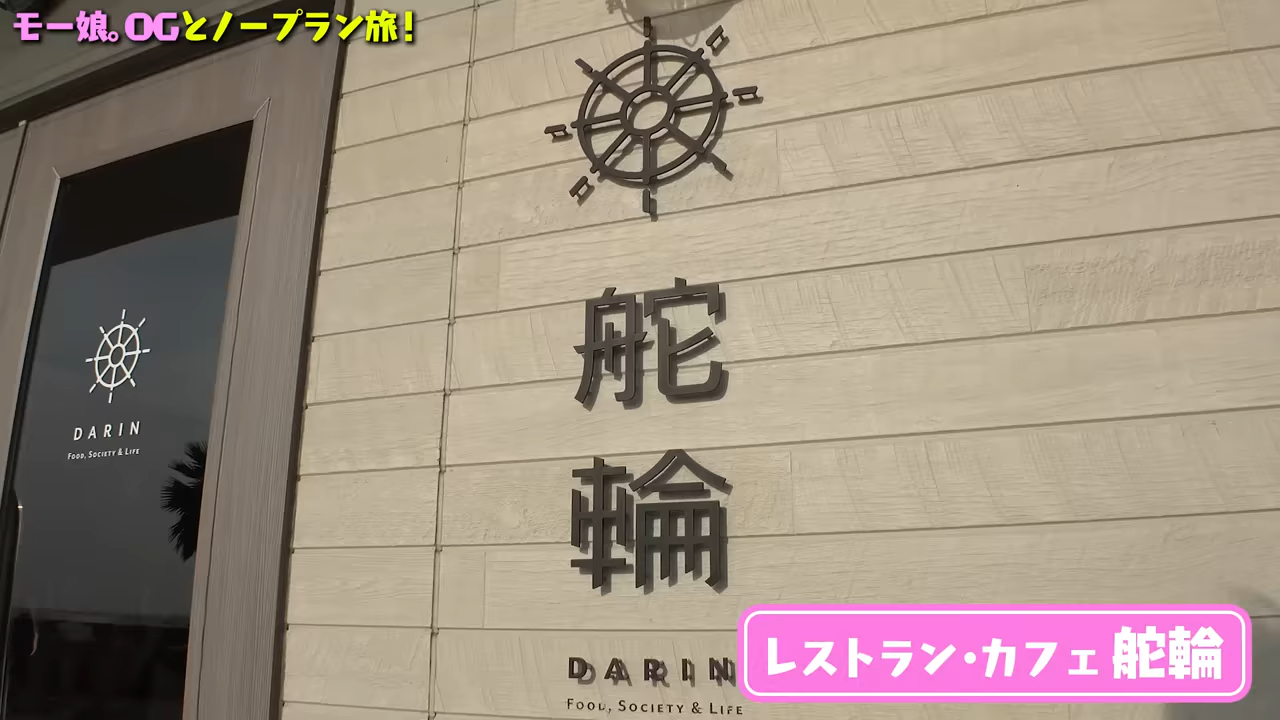 モー娘。OGとノープラン旅!
舵輪
DARIN
FOOD, SOCIETY & LIFE
DARIN
FOOD, SOCIETY & LIFE
レストラン・カフェ 舵輪